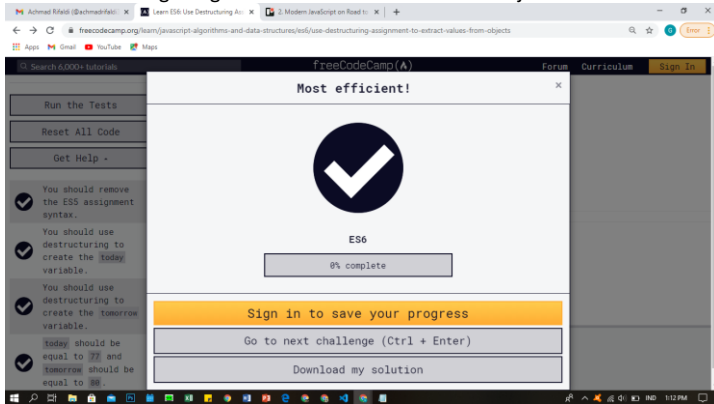 Achmad Rifaldi (@achmadrifaldi
Learn ES6: Use Destructuring As
2. Modern JavaScript on Road to
freecodecamp.org/learn/javascript-algorithms-and-data-structures/es6/use-destructuring-assignment-to-extract-values-from-objects
Error
Apps Gmail YouTube Maps
Search 6,000+ tutorials
freeCodeCamp(🔥)
Forum Curriculum Sign In
Run the Tests
Reset All Code
Get Help
You should remove
the ES5 assignment
syntax.
You should use
destructuring to
create the today
variable.
You should use
destructuring to
create the tomorrow
variable.
today should be
equal to 77 and
tomorrow should be
equal to 80.
Most efficient!
×
ES6
0% complete
Sign in to save your progress
Go to next challenge (Ctrl + Enter)
Download my solution
IND 1:12 PM